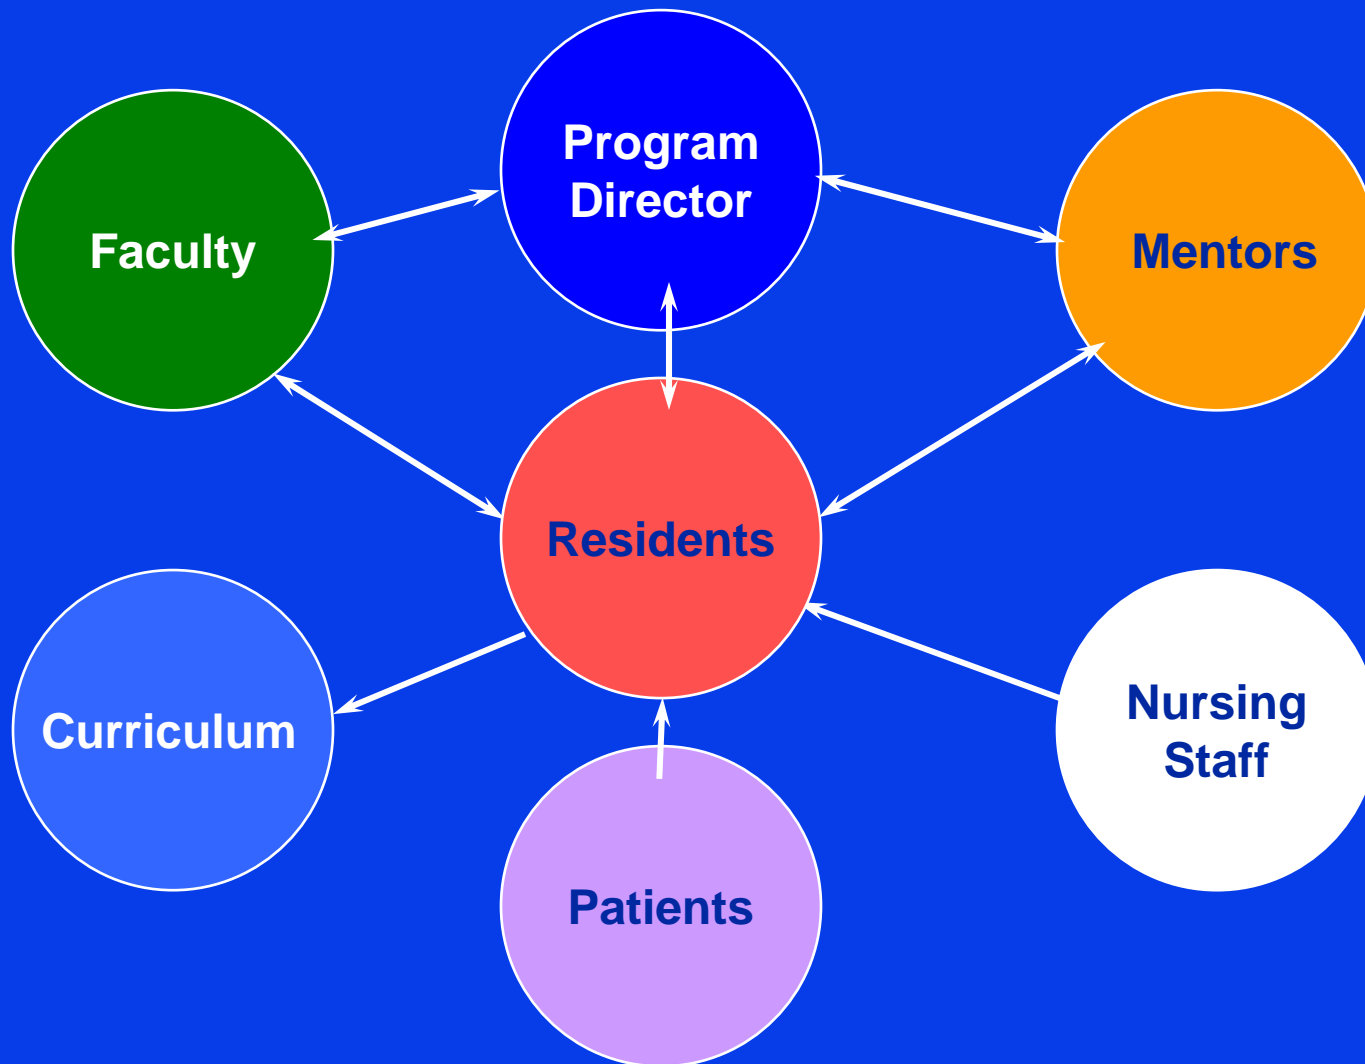 Program
Director
Faculty
Mentors
Residents
Curriculum
Nursing
Staff
Patients